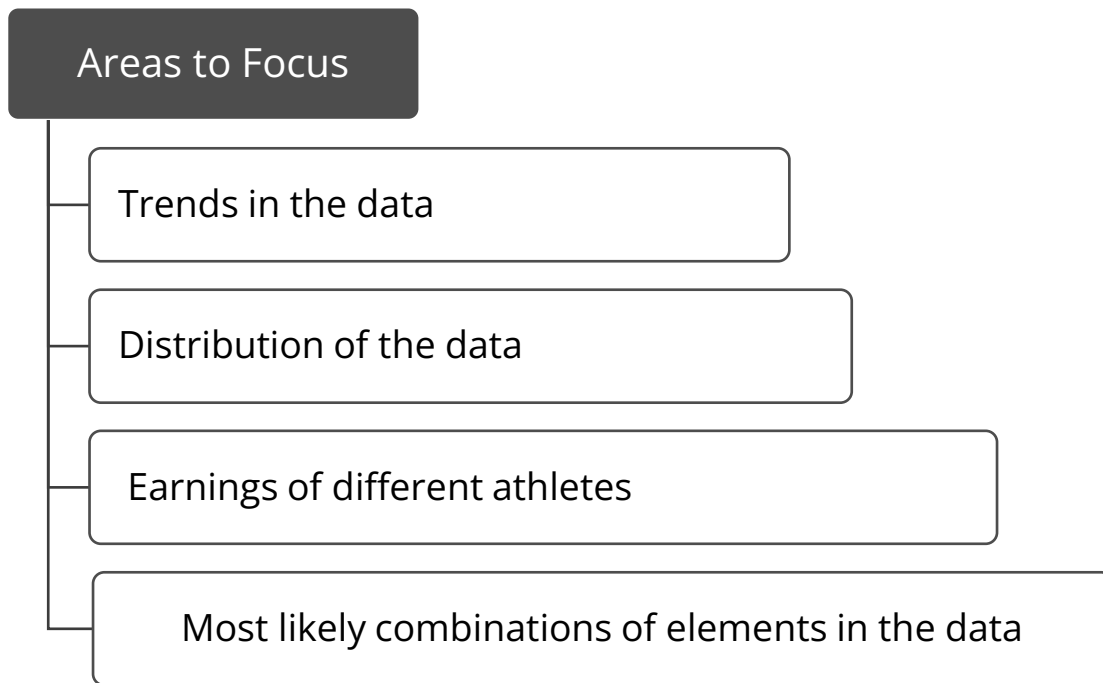 Areas to Focus
Trends in the data
Distribution of the data
Earnings of different athletes
Most likely combinations of elements in the data